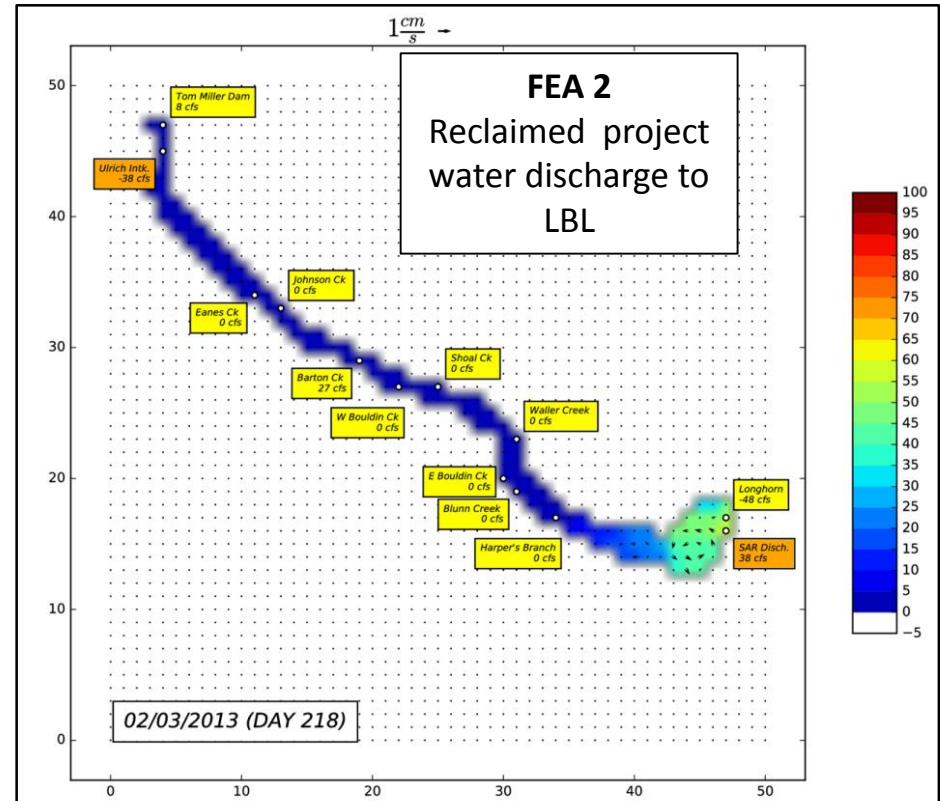 1 cm/s →
FEA 2
Reclaimed project
water discharge to
LBL
50
40
30
20
10
0
Tom Miller Dam
8 cfs
Ulrich Intk.
-38 cfs
Johnson Ck
0 cfs
Eanes Ck
0 cfs
Shoal Ck
0 cfs
Barton Ck
27 cfs
W Bouldin Ck
0 cfs
Waller Creek
0 cfs
E Bouldin Ck
0 cfs
Blunn Creek
0 cfs
Harper's Branch
0 cfs
Longhorn
-48 cfs
SAR Disch.
38 cfs
02/03/2013 (DAY 218)
0 10 20 30 40 50
100
95
90
85
80
75
70
65
60
55
50
45
40
35
30
25
20
15
10
5
0
−5